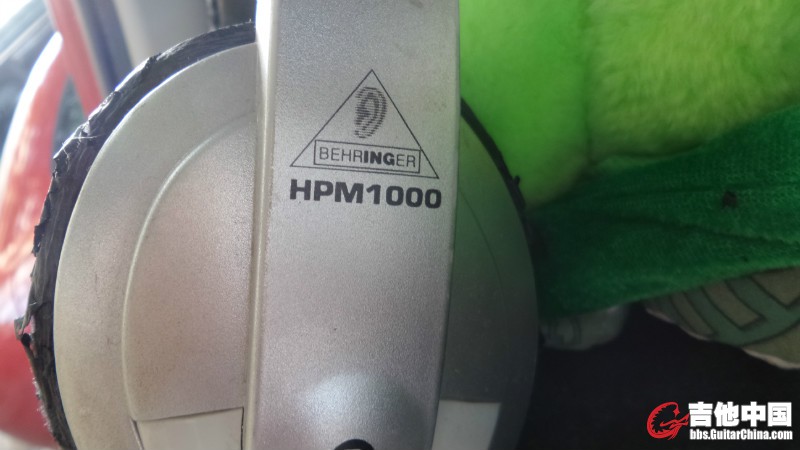 BEHRINGER
HPM1000
吉他中国
bbs.GuitarChina.com